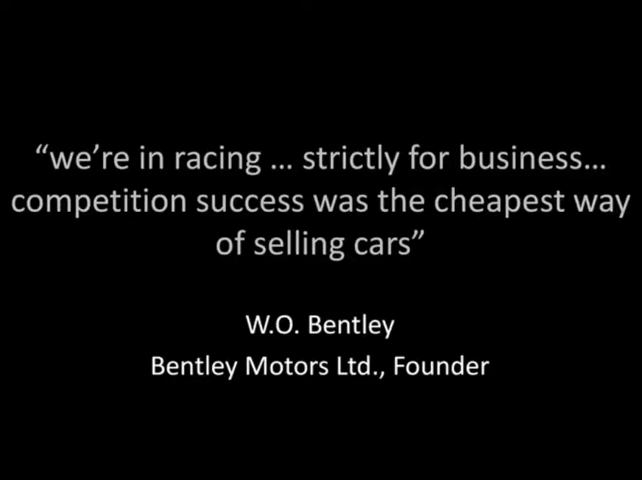 “we’re in racing … strictly for business…
competition success was the cheapest way
of selling cars”
W.O. Bentley
Bentley Motors Ltd., Founder